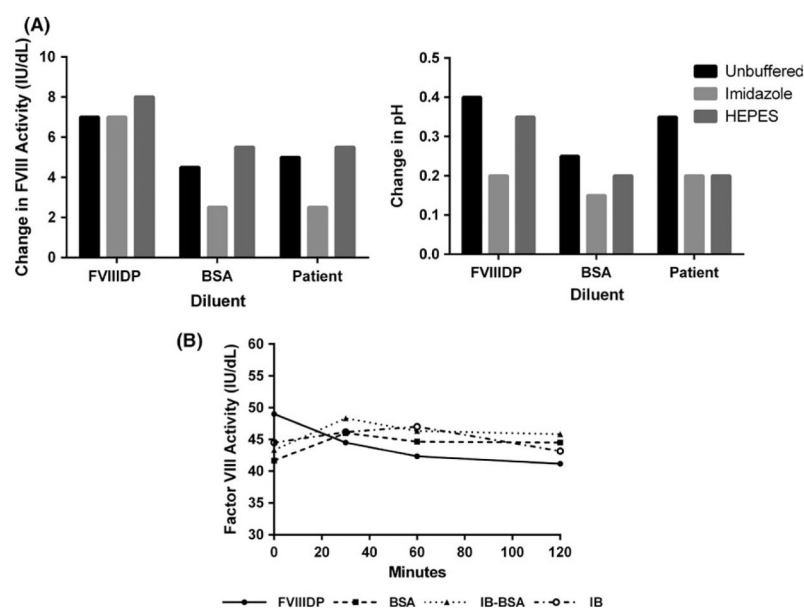 (A)
Change in FVIII Activity (IU/dL)
10
8
6
4
2
0
FVIIIDP BSA Patient
Diluent
Change in pH
0.5
0.4
0.3
0.2
0.1
0.0
FVIIIDP BSA Patient
Diluent
Unbuffered
Imidazole
HEPES
(B)
Factor VIII Activity (IU/dL)
60
55
50
45
40
35
30
0 20 40 60 80 100 120
Minutes
FVIIIDP BSA IB-BSA IB